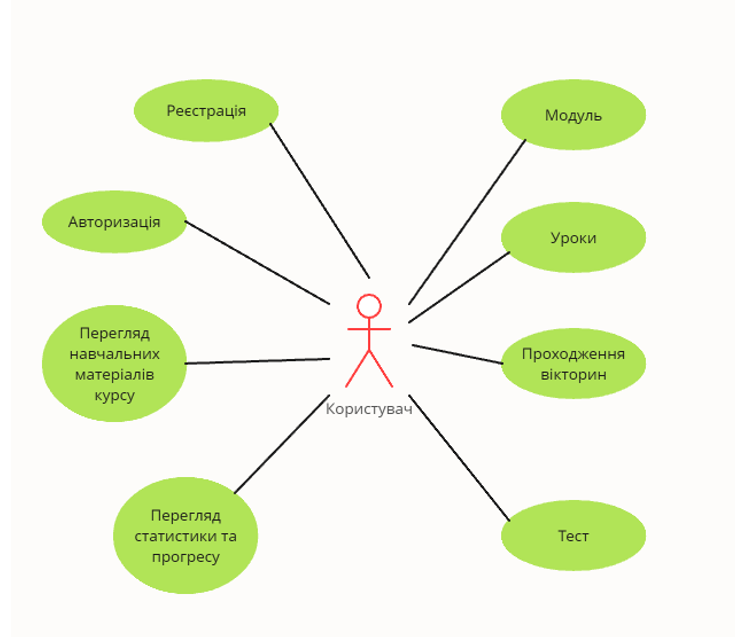 Реєстрація
Модуль
Авторизація
Уроки
Перегляд
навчальних
матеріалів
курсу
Проходження
вікторин
Користувач
Перегляд
статистики та
прогресу
Тест